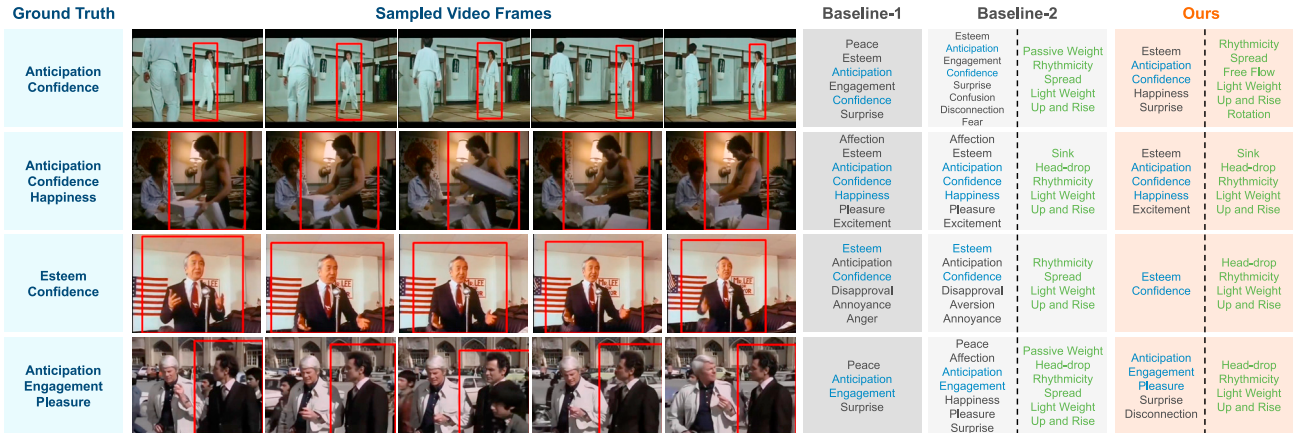 Ground Truth
Sampled Video Frames
Baseline-1
Baseline-2
Ours
Anticipation
Confidence
Peace
Esteem
Anticipation
Engagement
Confidence
Surprise
Esteem
Anticipation
Engagement
Confidence
Surprise
Confusion
Disconnection
Fear
Passive Weight
Rhythmicity
Spread
Light Weight
Up and Rise
Esteem
Anticipation
Confidence
Happiness
Surprise
Rhythmicity
Spread
Free Flow
Light Weight
Up and Rise
Rotation
Anticipation
Confidence
Happiness
Affection
Esteem
Anticipation
Confidence
Happiness
Pleasure
Excitement
Affection
Esteem
Anticipation
Confidence
Happiness
Pleasure
Excitement
Sink
Head-drop
Rhythmicity
Light Weight
Up and Rise
Esteem
Anticipation
Confidence
Happiness
Excitement
Sink
Head-drop
Rhythmicity
Light Weight
Up and Rise
Esteem
Confidence
Esteem
Anticipation
Confidence
Disapproval
Annoyance
Anger
Esteem
Anticipation
Confidence
Disapproval
Aversion
Annoyance
Rhythmicity
Spread
Light Weight
Up and Rise
Esteem
Confidence
Head-drop
Rhythmicity
Light Weight
Up and Rise
Anticipation
Engagement
Pleasure
Peace
Anticipation
Engagement
Surprise
Peace
Affection
Anticipation
Engagement
Happiness
Pleasure
Surprise
Passive Weight
Head-drop
Rhythmicity
Spread
Light Weight
Up and Rise
Anticipation
Engagement
Pleasure
Surprise
Disconnection
Head-drop
Rhythmicity
Light Weight
Up and Rise